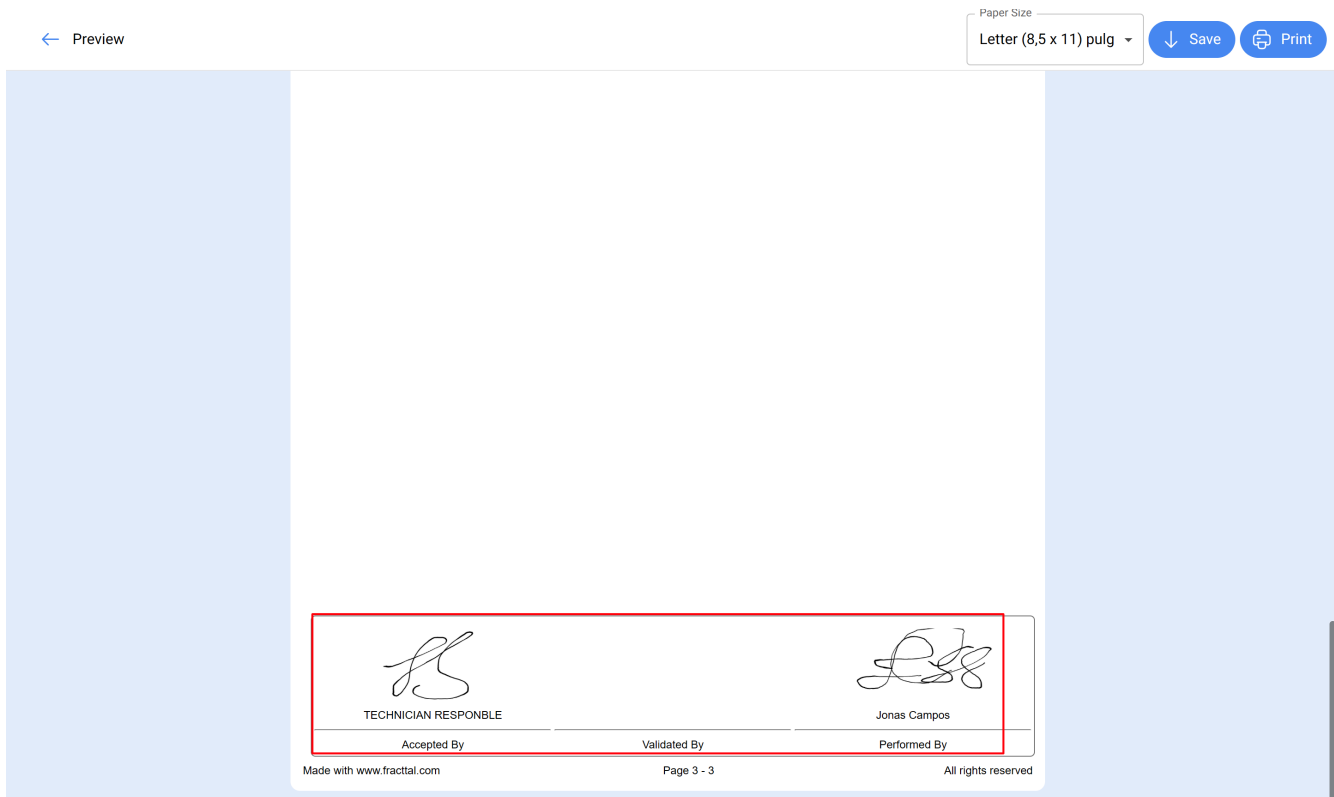 Paper Size
Preview
Letter (8,5 x 11) pulg
Save
Print
TECHNICIAN RESPONBLE
Jonas Campos
Accepted By
Validated By
Performed By
Made with www.fracttal.com
Page 3 - 3
All rights reserved